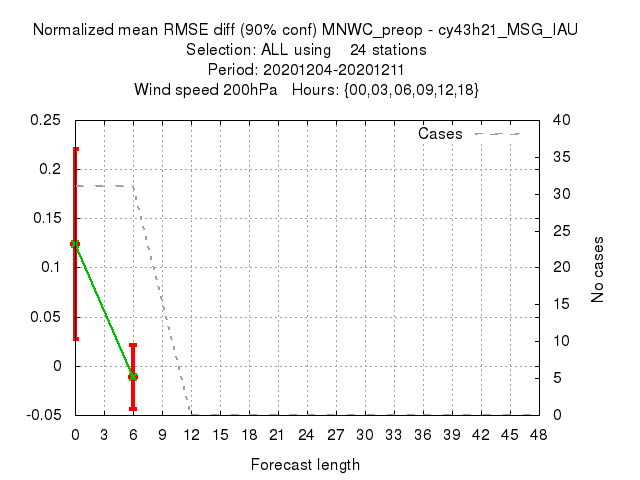 Normalized mean RMSE diff (90% conf) MNWC_preop - cy43h21_MSG_IAU
Selection: ALL using 24 stations
Period: 20201204-20201211
Wind speed 200hPa Hours: {00,03,06,09,12,18}
0.25
0.2
0.15
0.1
0.05
0
-0.05
Cases
40
35
30
25
20
15
10
5
0
No cases
0 3 6 9 12 15 18 21 24 27 30 33 36 39 42 45 48
Forecast length